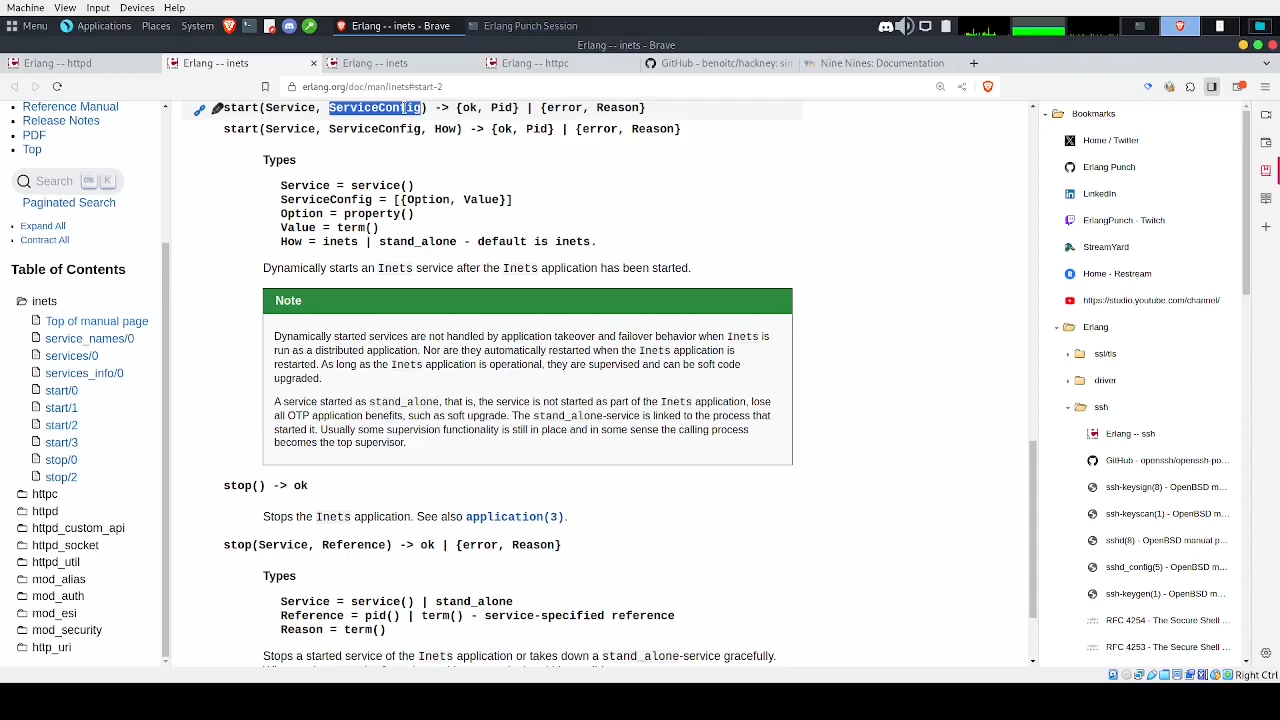 Machine View Input Devices Help
Menu Applications Places System Erlang -- inets - Brave Erlang Punch Session
Erlang -- inets - Brave
Erlang -- httpd Erlang -- inets Erlang -- inets Erlang -- httpc GitHub - benoitc/hackney: sim Nine Nines: Documentation
erlang.org/doc/man/inets#start-2
Reference Manual
Release Notes
PDF
Top
Search K
Paginated Search
Expand All
Contract All
Table of Contents
inets
Top of manual page
service_names/0
services/0
services_info/0
start/0
start/1
start/2
start/3
stop/0
stop/2
httpc
httpd
httpd_custom_api
httpd_socket
httpd_util
mod_alias
mod_auth
mod_esi
mod_security
http_uri
start(Service, ServiceConfig) -> {ok, Pid} | {error, Reason}
start(Service, ServiceConfig, How) -> {ok, Pid} | {error, Reason}
Types
Service = service()
ServiceConfig = [{Option, Value}]
Option = property()
Value = term()
How = inets | stand_alone - default is inets.
Dynamically starts an Inets service after the Inets application has been started.
Note
Dynamically started services are not handled by application takeover and failover behavior when Inets is
run as a distributed application. Nor are they automatically restarted when the Inets application is
restarted. As long as the Inets application is operational, they are supervised and can be soft code
upgraded.
A service started as stand_alone, that is, the service is not started as part of the Inets application, lose
all OTP application benefits, such as soft upgrade. The stand_alone-service is linked to the process that
started it. Usually some supervision functionality is still in place and in some sense the calling process
becomes the top supervisor.
stop() -> ok
Stops the Inets application. See also application(3).
stop(Service, Reference) -> ok | {error, Reason}
Types
Service = service() | stand_alone
Reference = pid() | term() - service-specified reference
Reason = term()
Stops a started service of the Inets application or takes down a stand_alone-service gracefully.
Bookmarks
Home / Twitter
Erlang Punch
LinkedIn
ErlangPunch - Twitch
StreamYard
Home - Restream
https://studio.youtube.com/channel/
Erlang
ssl/tls
driver
ssh
Erlang -- ssh
GitHub - openssh/openssh-po...
ssh-keysign(8) - OpenBSD m...
ssh-keyscan(1) - OpenBSD m...
sshd(8) - OpenBSD manual p...
sshd_config(5) - OpenBSD m...
ssh-keygen(1) - OpenBSD m...
RFC 4254 - The Secure Shell ...
RFC 4253 - The Secure Shell ...
Right Ctrl